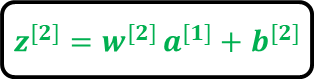 z^[2] = w^[2] a^[1] + b^[2]